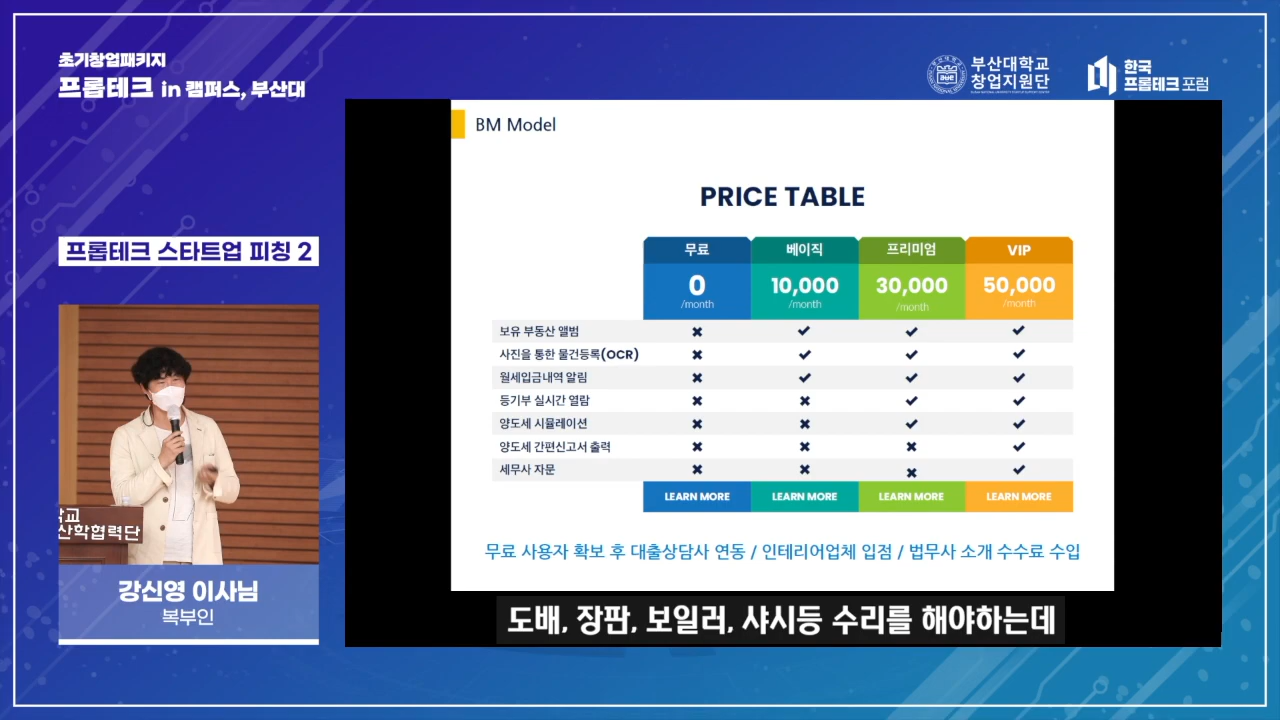 초기창업패키지
프롭테크 in 캠퍼스, 부산대
부산대학교
창업지원단
한국
프롭테크 포럼
프롭테크 스타트업 피칭 2
학교
산학협력단
강신영 이사님
복부인
BM Model
PRICE TABLE
무료 베이직 프리미엄 VIP
0 10,000 30,000 50,000
/month /month /month /month
보유 부동산 앨범
사진을 통한 물건등록(OCR)
월세입금내역 알림
등기부 실시간 열람
양도세 시뮬레이션
양도세 간편신고서 출력
세무사 자문
LEARN MORE LEARN MORE LEARN MORE LEARN MORE
무료 사용자 확보 후 대출상담사 연동 / 인테리어업체 입점 / 법무사 소개 수수료 수입
도배, 장판, 보일러, 샤시등 수리를 해야하는데